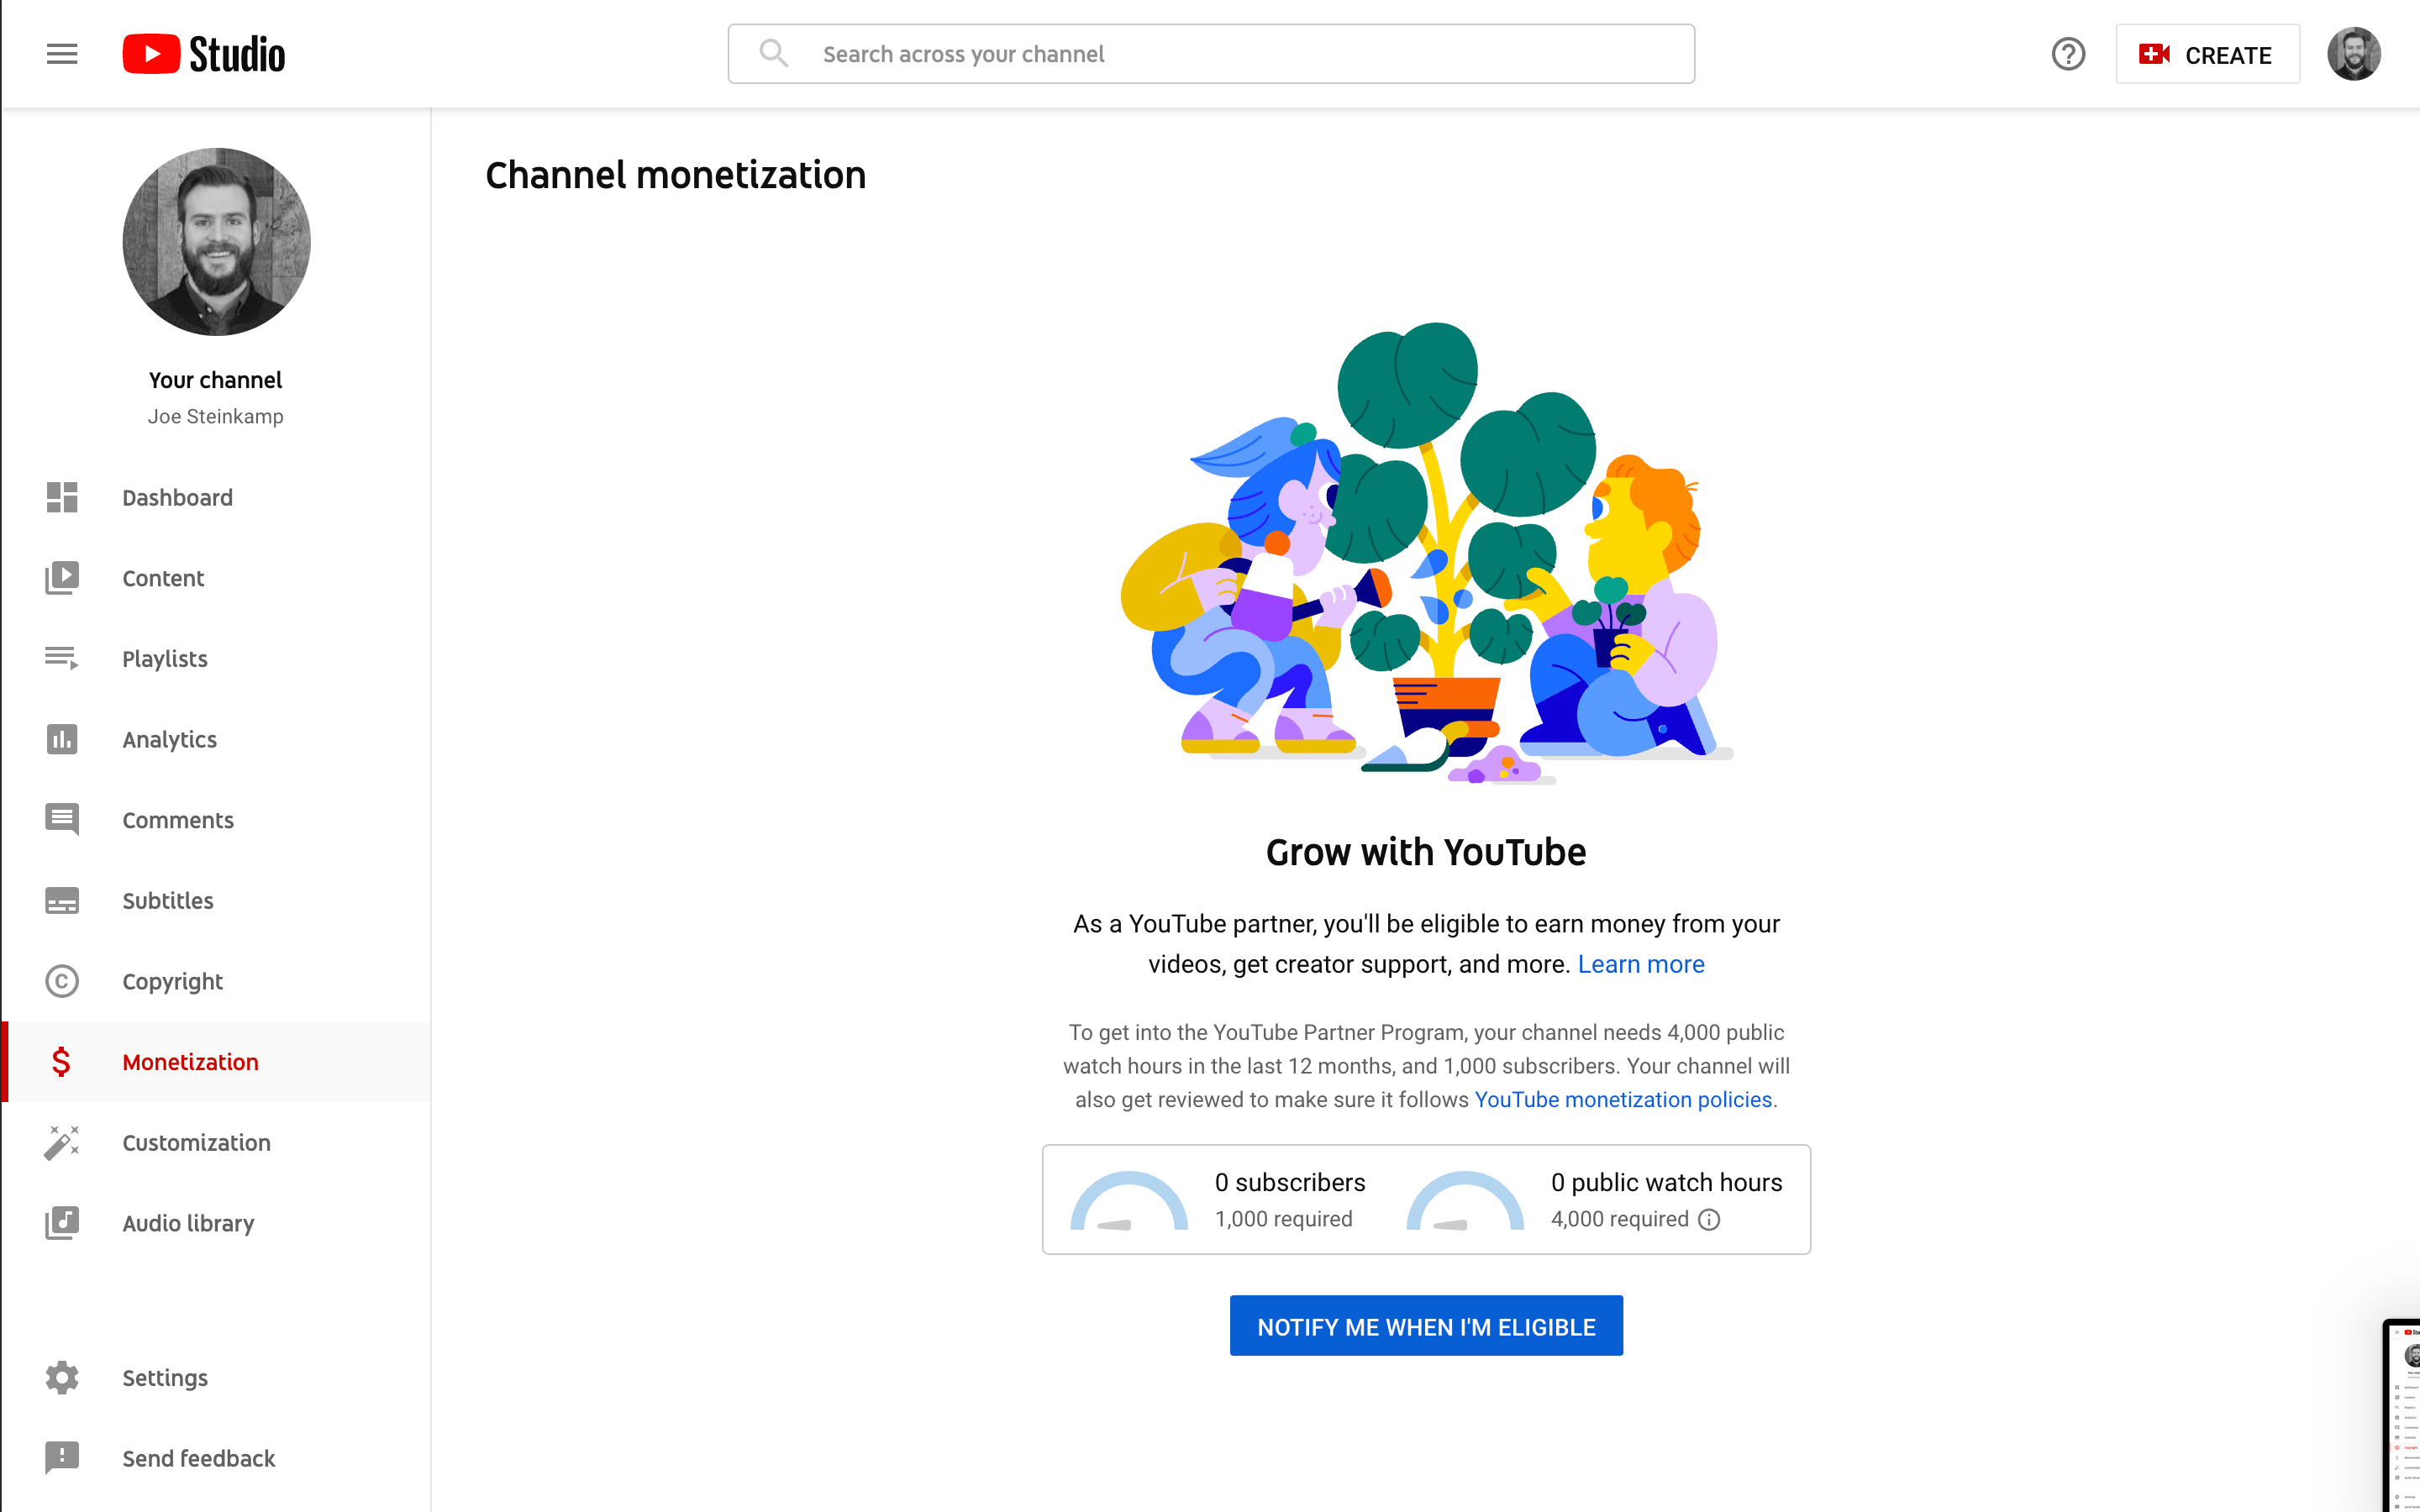 Studio
Search across your channel
CREATE
Your channel
Joe Steinkamp
Dashboard
Content
Playlists
Analytics
Comments
Subtitles
Copyright
Monetization
Customization
Audio library
Settings
Send feedback
Channel monetization
Grow with YouTube
As a YouTube partner, you'll be eligible to earn money from your
videos, get creator support, and more. Learn more
To get into the YouTube Partner Program, your channel needs 4,000 public
watch hours in the last 12 months, and 1,000 subscribers. Your channel will
also get reviewed to make sure it follows YouTube monetization policies.
0 subscribers
1,000 required
0 public watch hours
4,000 required
NOTIFY ME WHEN I'M ELIGIBLE